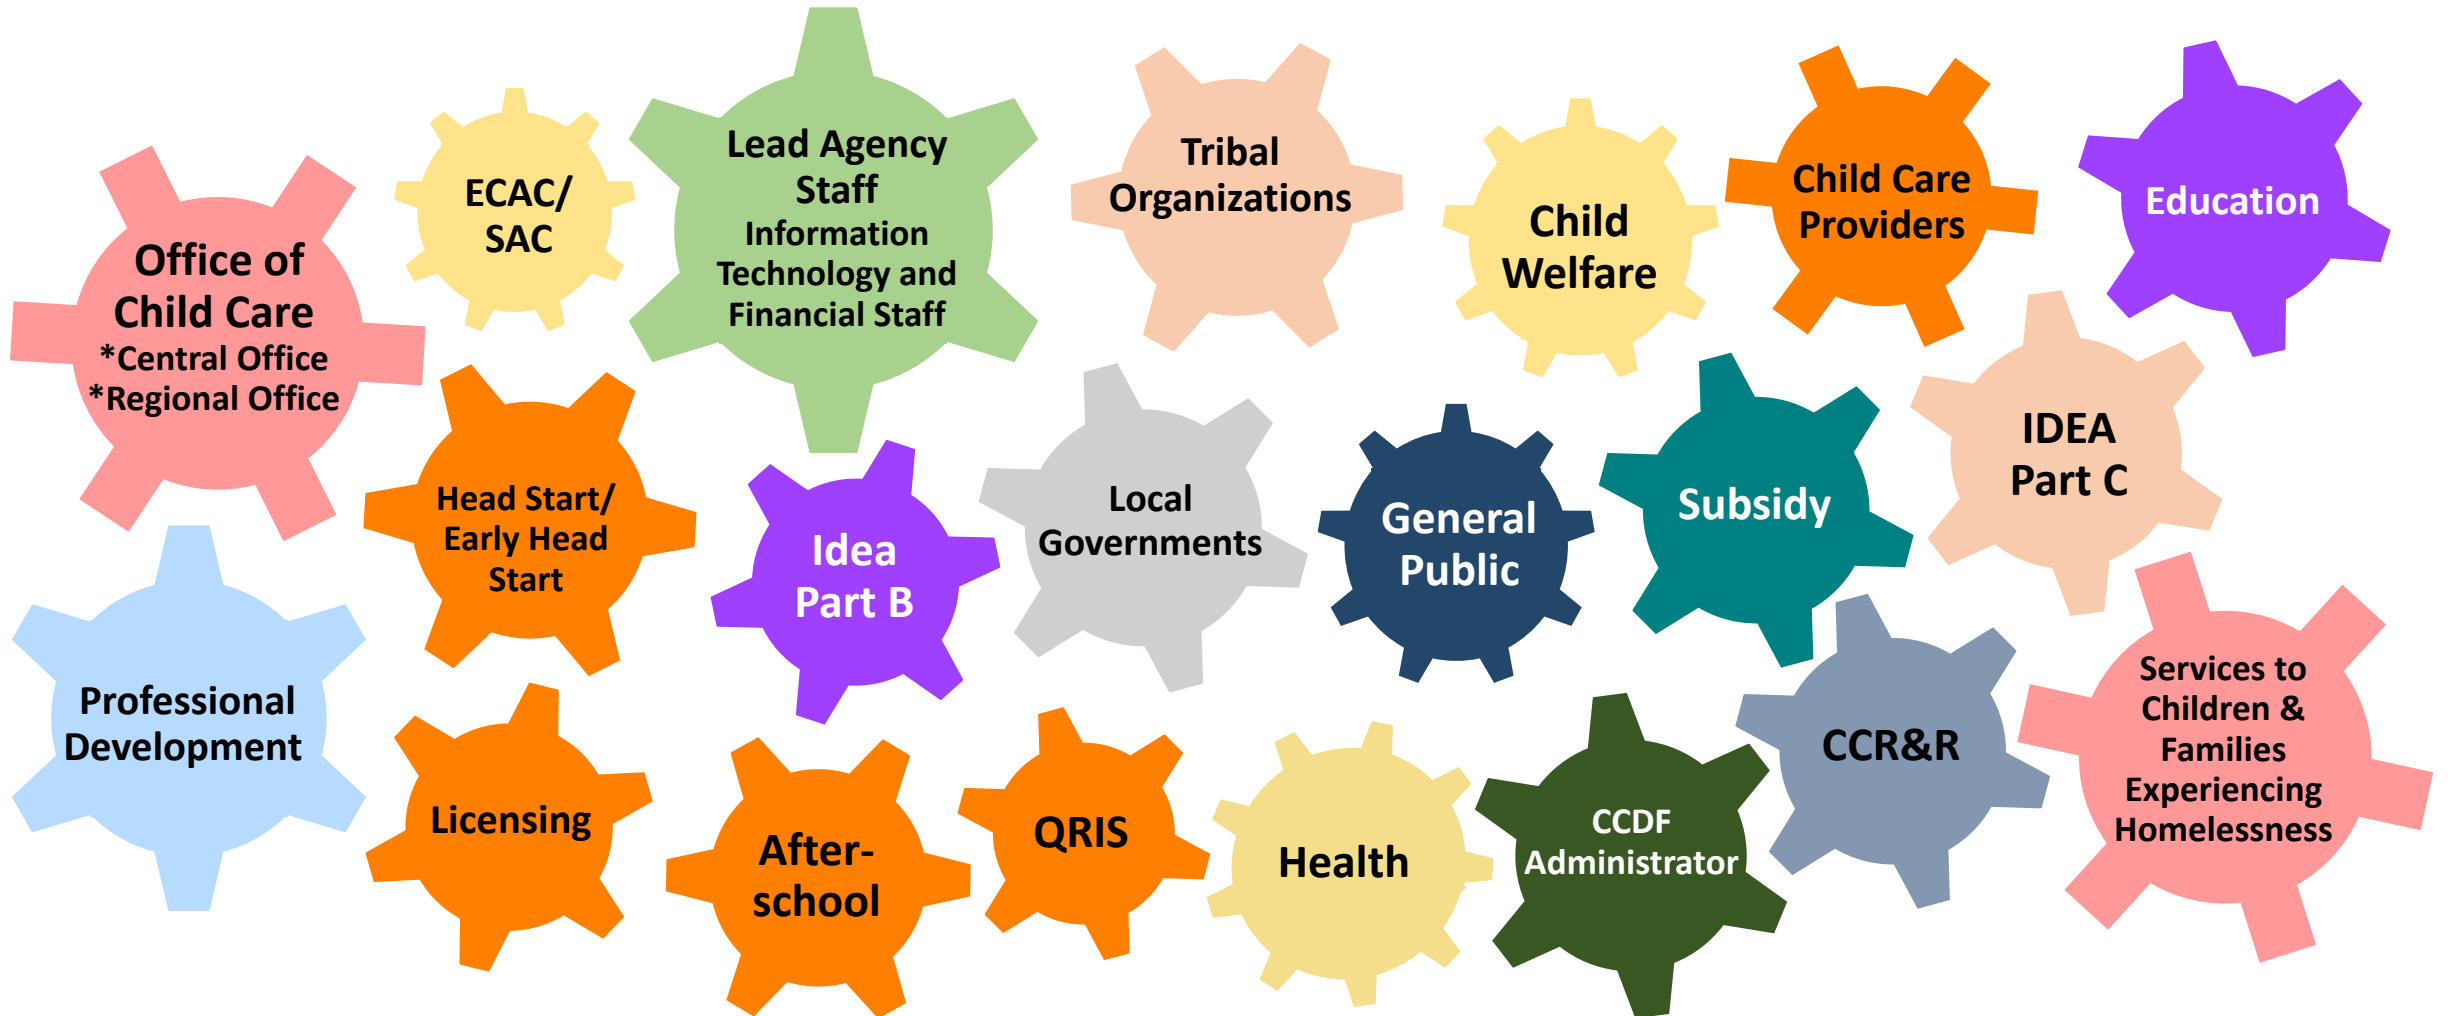 Office of
Child Care
*Central Office
*Regional Office
ECAC/
SAC
Lead Agency
Staff
Information
Technology and
Financial Staff
Tribal
Organizations
Child
Welfare
Child Care
Providers
Education
Head Start/
Early Head
Start
Idea
Part B
Local
Governments
General
Public
Subsidy
IDEA
Part C
Professional
Development
Licensing
After-
school
QRIS
Health
CCDF
Administrator
CCR&R
Services to
Children &
Families
Experiencing
Homelessness